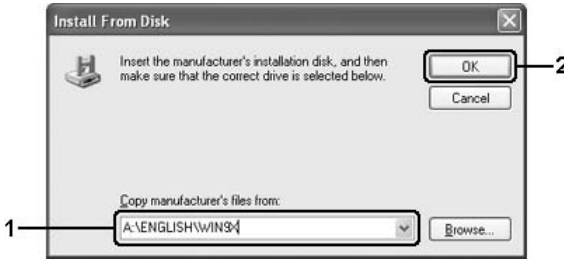 Install From Disk
Insert the manufacturer's installation disk, and then
make sure that the correct drive is selected below.
OK
2
Cancel
Copy manufacturer's files from:
1
A:\ENGLISH\WIN9X
Browse...